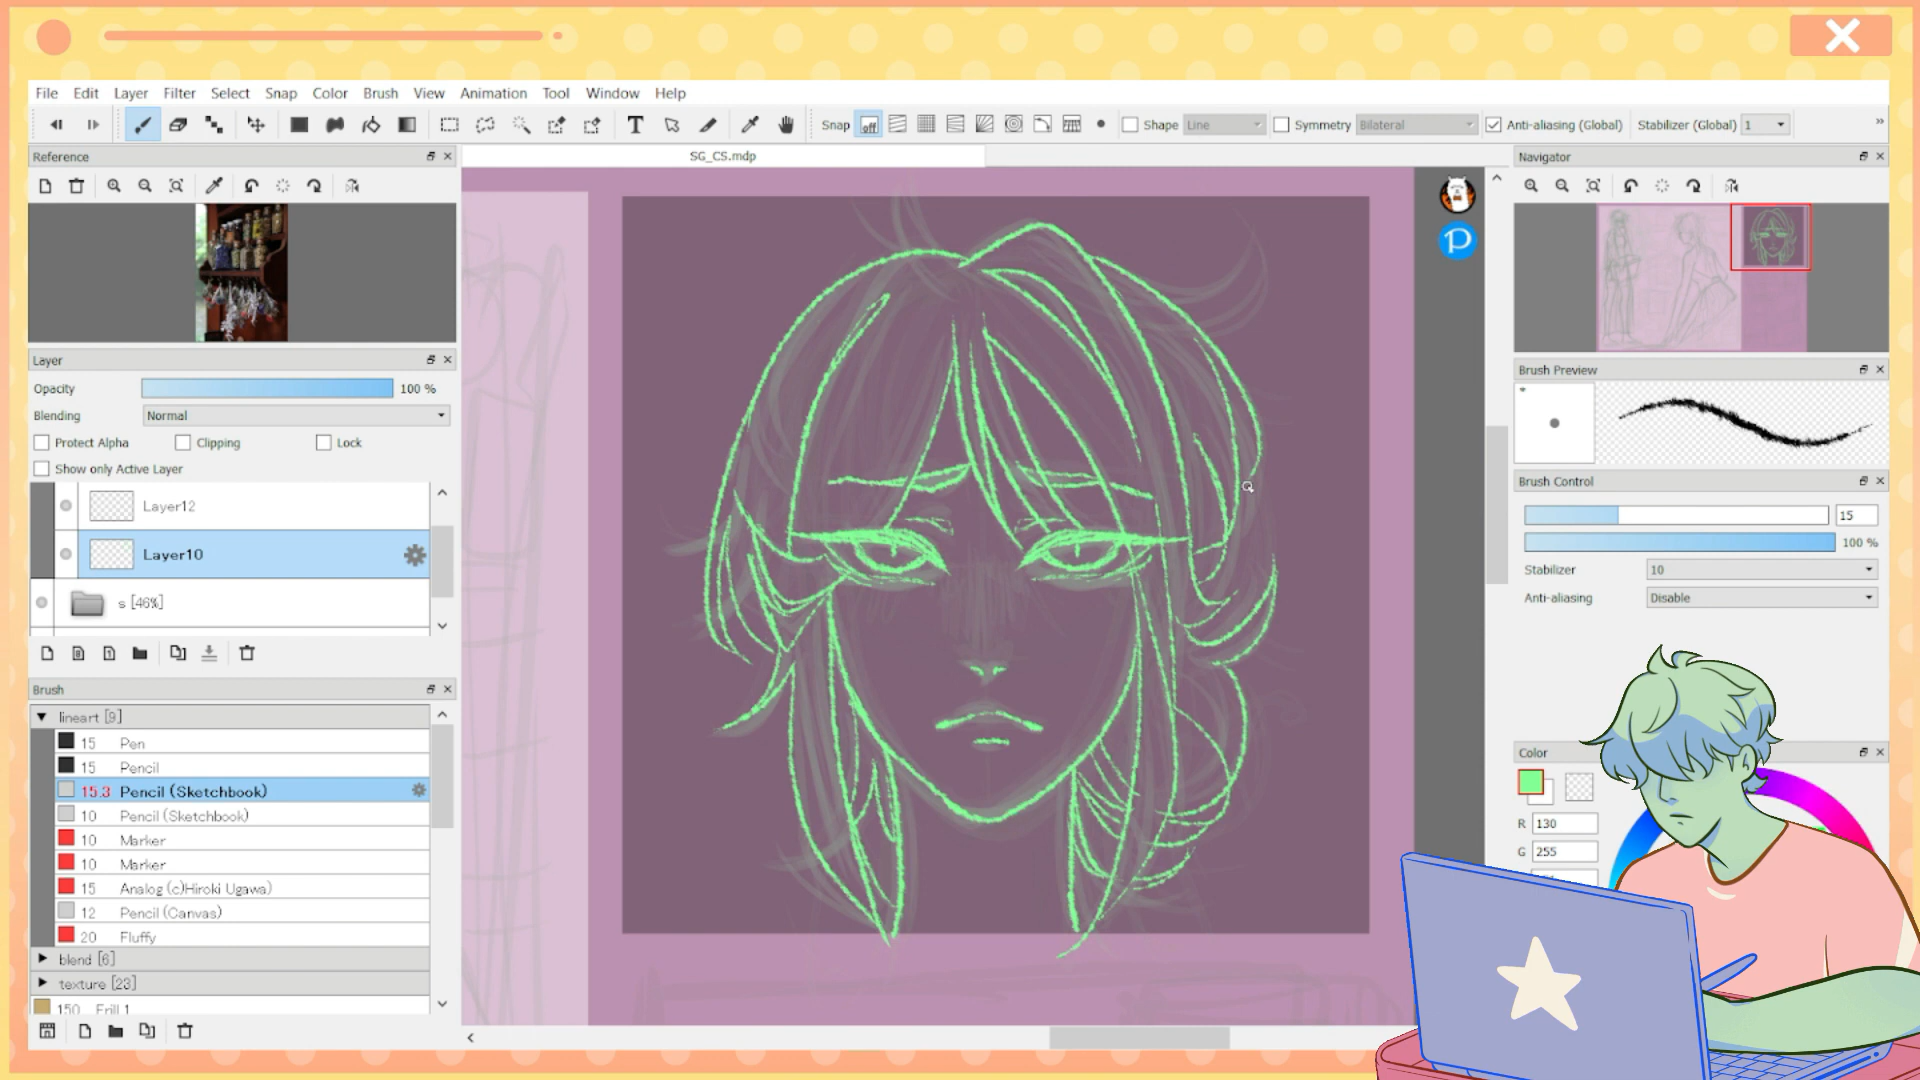 File Edit Layer Filter Select Snap Color Brush View Animation Tool Window Help
T Snap off Shape Line Symmetry Bilateral Anti-aliasing (Global) Stabilizer (Global) 1
Reference
SG_CS.mdp
Navigator
Layer
Opacity 100 %
Blending Normal
Protect Alpha Clipping Lock
Show only Active Layer
Layer12
Layer10
s [46%]
Brush
lineart [9]
15 Pen
15 Pencil
15.3 Pencil (Sketchbook)
10 Pencil (Sketchbook)
10 Marker
10 Marker
15 Analog (c)Hiroki Ugawa)
12 Pencil (Canvas)
20 Fluffy
blend [6]
texture [23]
150 Frill 1
Brush Preview
Brush Control
15
100 %
Stabilizer 10
Anti-aliasing Disable
Color
R 130
G 255